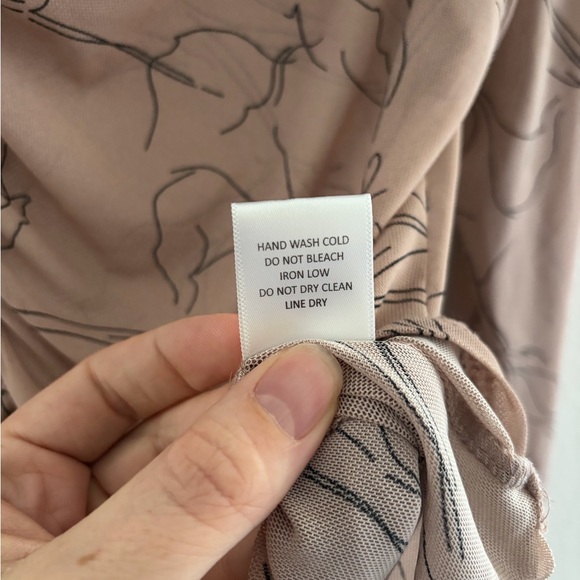 HAND WASH COLD
DO NOT BLEACH
IRON LOW
DO NOT DRY CLEAN
LINE DRY